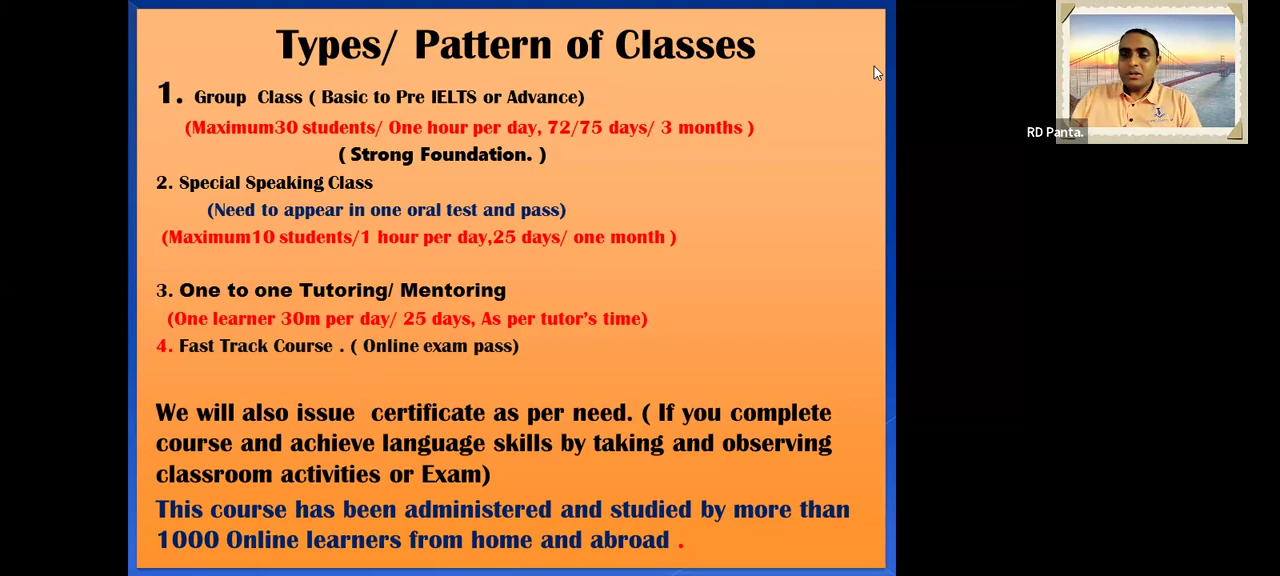 Types/ Pattern of Classes
1. Group Class ( Basic to Pre IELTS or Advance)
(Maximum30 students/ One hour per day, 72/75 days/ 3 months )
( Strong Foundation. )
2. Special Speaking Class
(Need to appear in one oral test and pass)
(Maximum10 students/1 hour per day,25 days/ one month )
3. One to one Tutoring/ Mentoring
(One learner 30m per day/ 25 days, As per tutor's time)
4. Fast Track Course . ( Online exam pass)
We will also issue certificate as per need. ( If you complete
course and achieve language skills by taking and observing
classroom activities or Exam)
This course has been administered and studied by more than
1000 Online learners from home and abroad .
RD Panta.